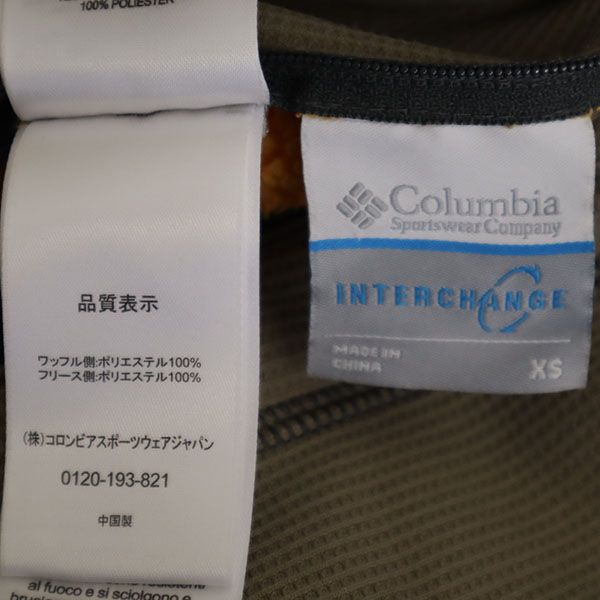 100% POLIESTER
品質表示
ワッフル側:ポリエステル100%
フリース側:ポリエステル100%
(株)コロンビアスポーツウェアジャパン
0120-193-821
中国製
al fuoco e si sciolgono e
Columbia
Sportswear Company
INTERCHANGE
MADE IN
CHINA
XS